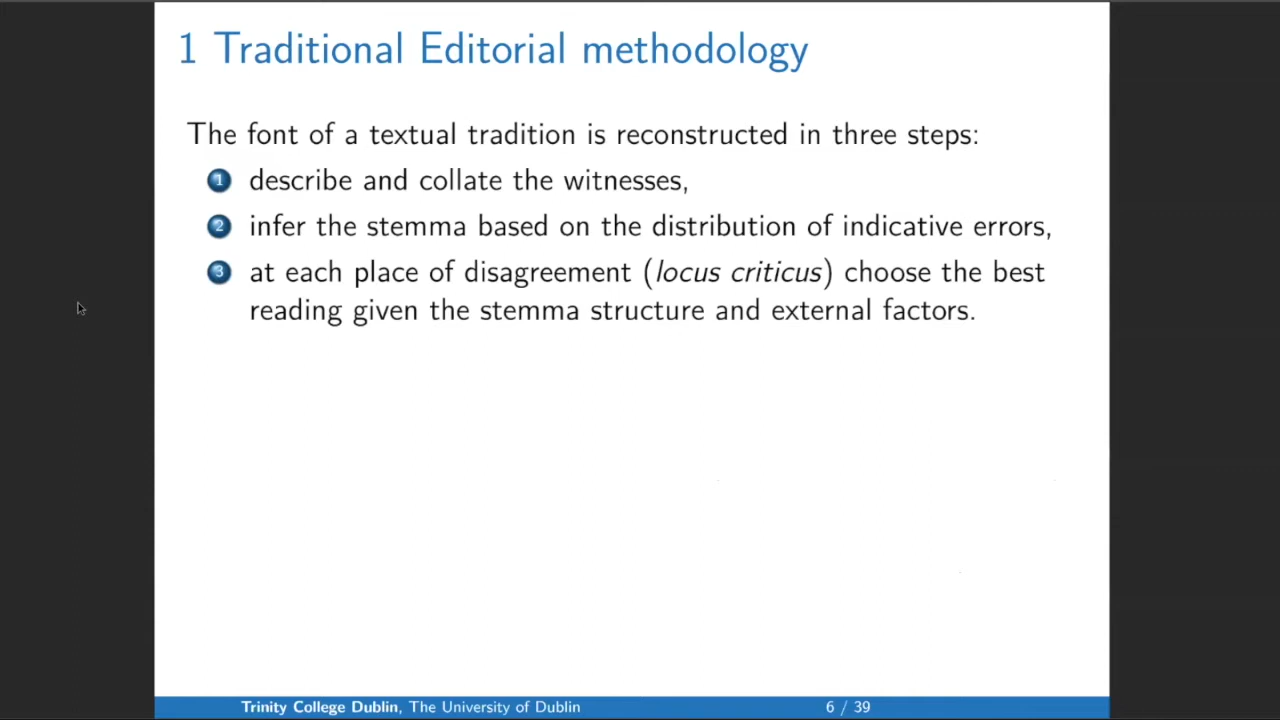 1 Traditional Editorial methodology
The font of a textual tradition is reconstructed in three steps:
1 describe and collate the witnesses,
2 infer the stemma based on the distribution of indicative errors,
3 at each place of disagreement (locus criticus) choose the best
reading given the stemma structure and external factors.
Trinity College Dublin, The University of Dublin 6 / 39